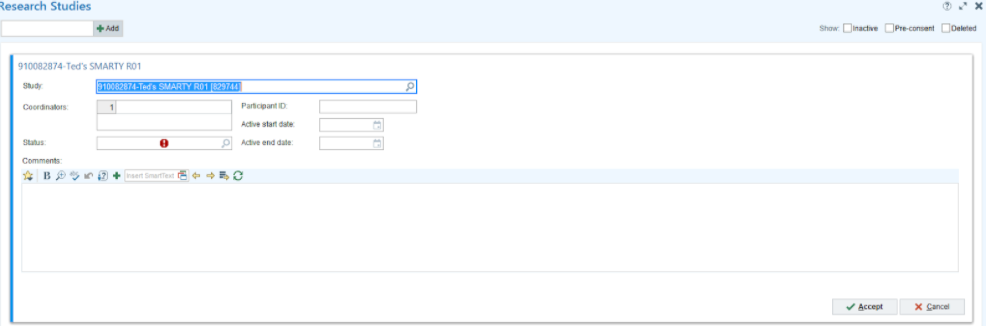 Research Studies
Add
Show: Inactive Pre-consent Deleted
910082874-Ted's SMARTY R01
Study: 910082874-Ted's SMARTY R01 [829744]
Coordinators: 1 Participant ID:
Active start date:
Status: Active end date:
Comments:
B Insert SmartText
Accept Cancel